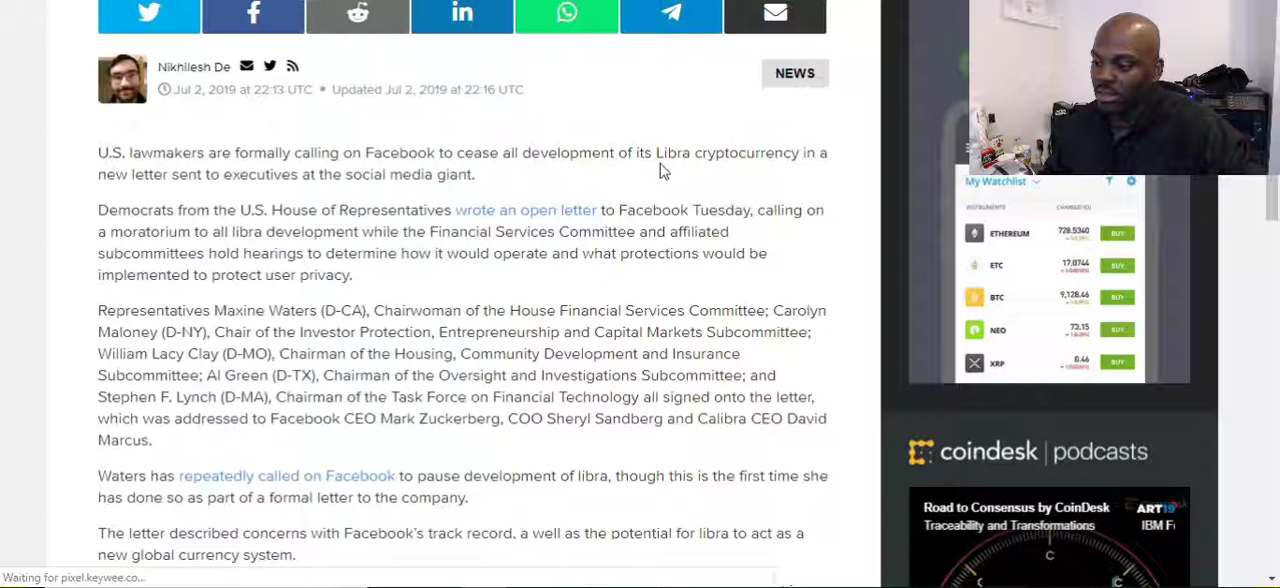 Nikhilesh De
NEWS
Jul 2, 2019 at 22:13 UTC • Updated Jul 2, 2019 at 22:16 UTC
U.S. lawmakers are formally calling on Facebook to cease all development of its Libra cryptocurrency in a
new letter sent to executives at the social media giant.
Democrats from the U.S. House of Representatives wrote an open letter to Facebook Tuesday, calling on
a moratorium to all libra development while the Financial Services Committee and affiliated
subcommittees hold hearings to determine how it would operate and what protections would be
implemented to protect user privacy.
Representatives Maxine Waters (D-CA), Chairwoman of the House Financial Services Committee; Carolyn
Maloney (D-NY), Chair of the Investor Protection, Entrepreneurship and Capital Markets Subcommittee;
William Lacy Clay (D-MO), Chairman of the Housing, Community Development and Insurance
Subcommittee; Al Green (D-TX), Chairman of the Oversight and Investigations Subcommittee; and
Stephen F. Lynch (D-MA), Chairman of the Task Force on Financial Technology all signed onto the letter,
which was addressed to Facebook CEO Mark Zuckerberg, COO Sheryl Sandberg and Calibra CEO David
Marcus.
Waters has repeatedly called on Facebook to pause development of libra, though this is the first time she
has done so as part of a formal letter to the company.
The letter described concerns with Facebook's track record, a well as the potential for libra to act as a
new global currency system.
Waiting for pixel.keywee.co...
My Watchlist
INSTRUMENTS
ETHEREUM 728.5340 BUY
ETC 17.0744 BUY
BTC 9,128.46 BUY
NEO 73.15 BUY
XRP 0.46 BUY
coindesk | podcasts
Road to Consensus by CoinDesk ART19
Traceability and Transformations IBM